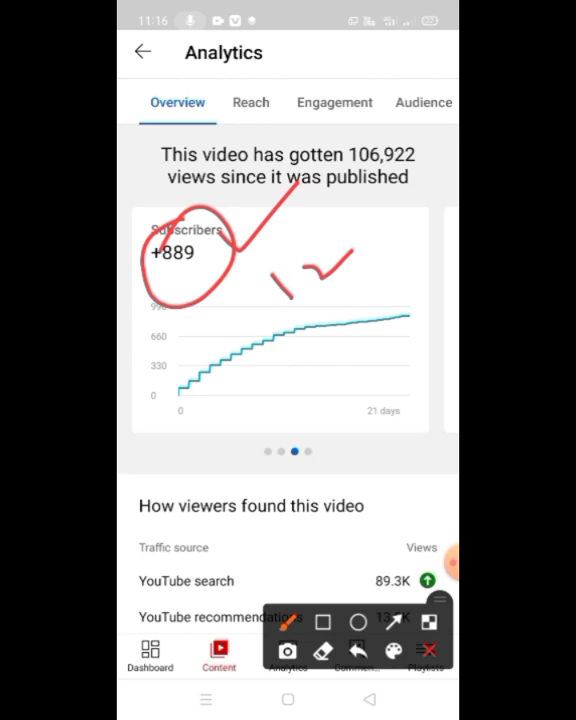 11:16
Analytics
Overview Reach Engagement Audience
This video has gotten 106,922
views since it was published
Subscribers
+889
990
660
330
0
0 21 days
How viewers found this video
Traffic source Views
YouTube search 89.3K
YouTube recommendations
Dashboard Content Analytics Playlists